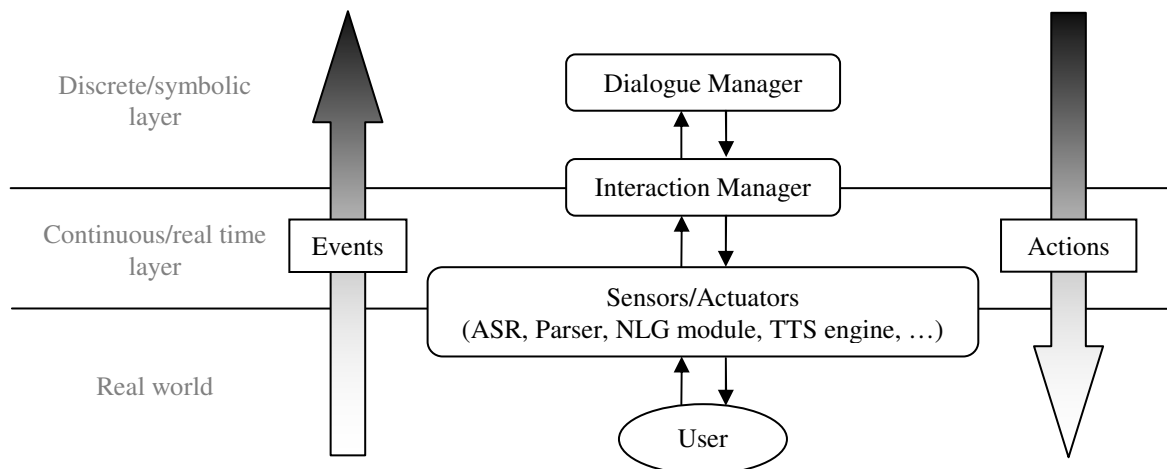 Discrete/symbolic
layer
Dialogue Manager
Interaction Manager
Continuous/real time
layer
Events
Actions
Sensors/Actuators
(ASR, Parser, NLG module, TTS engine, …)
Real world
User